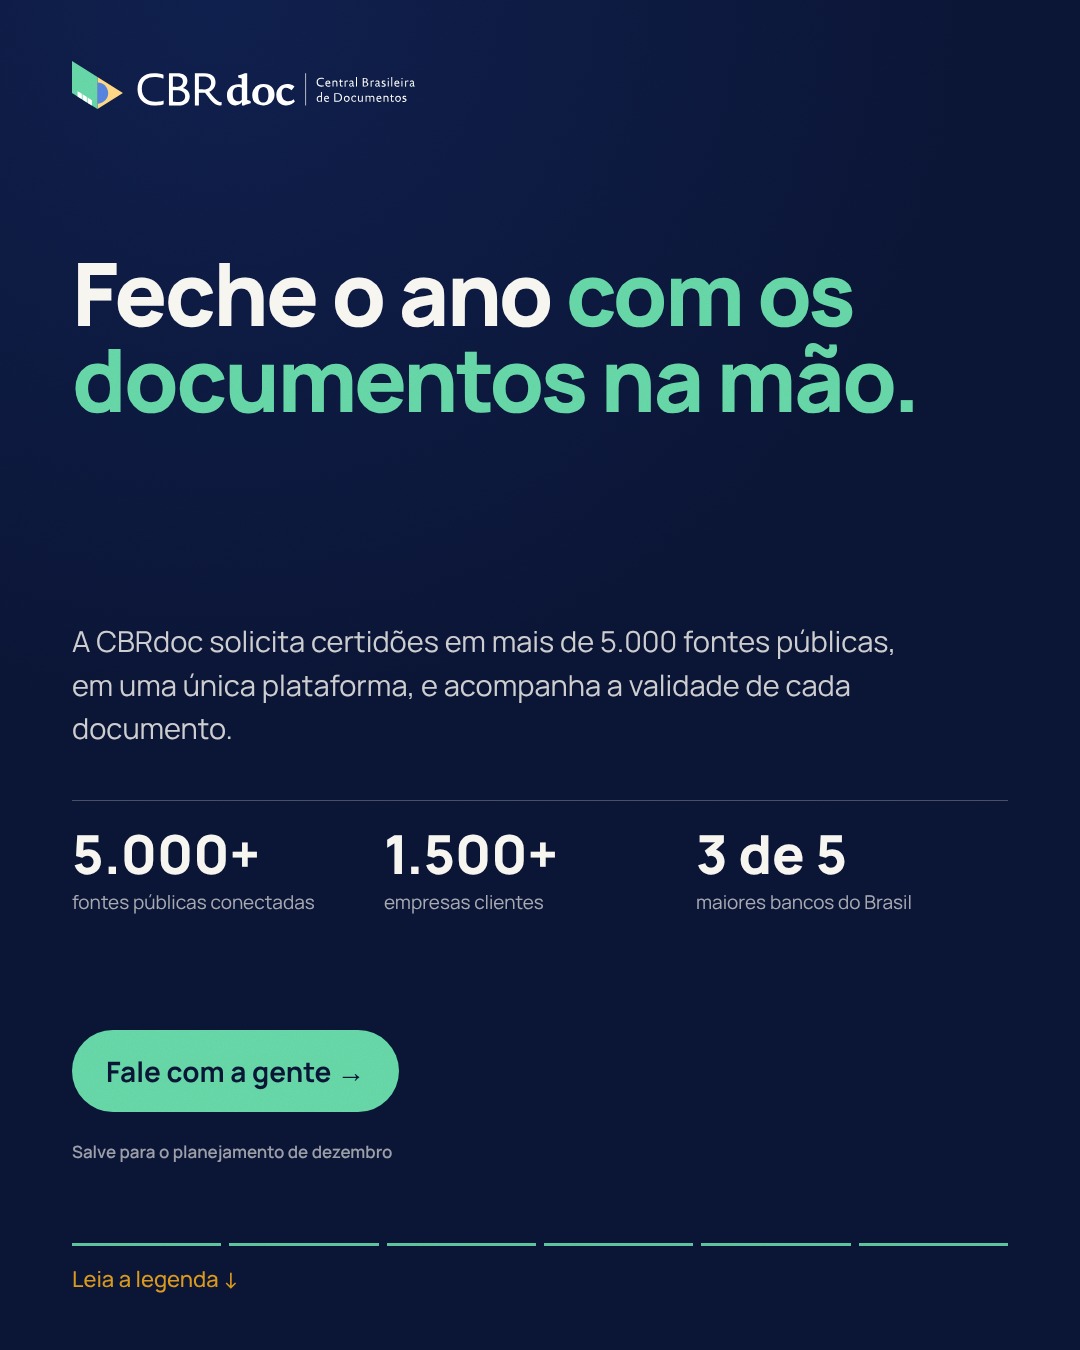 CBRdoc
Central Brasileira
de Documentos
Feche o ano com os
documentos na mão.
A CBRdoc solicita certidões em mais de 5.000 fontes públicas,
em uma única plataforma, e acompanha a validade de cada
documento.
5.000+ 1.500+ 3 de 5
fontes públicas conectadas empresas clientes maiores bancos do Brasil
Fale com a gente →
Salve para o planejamento de dezembro
Leia a legenda ↓